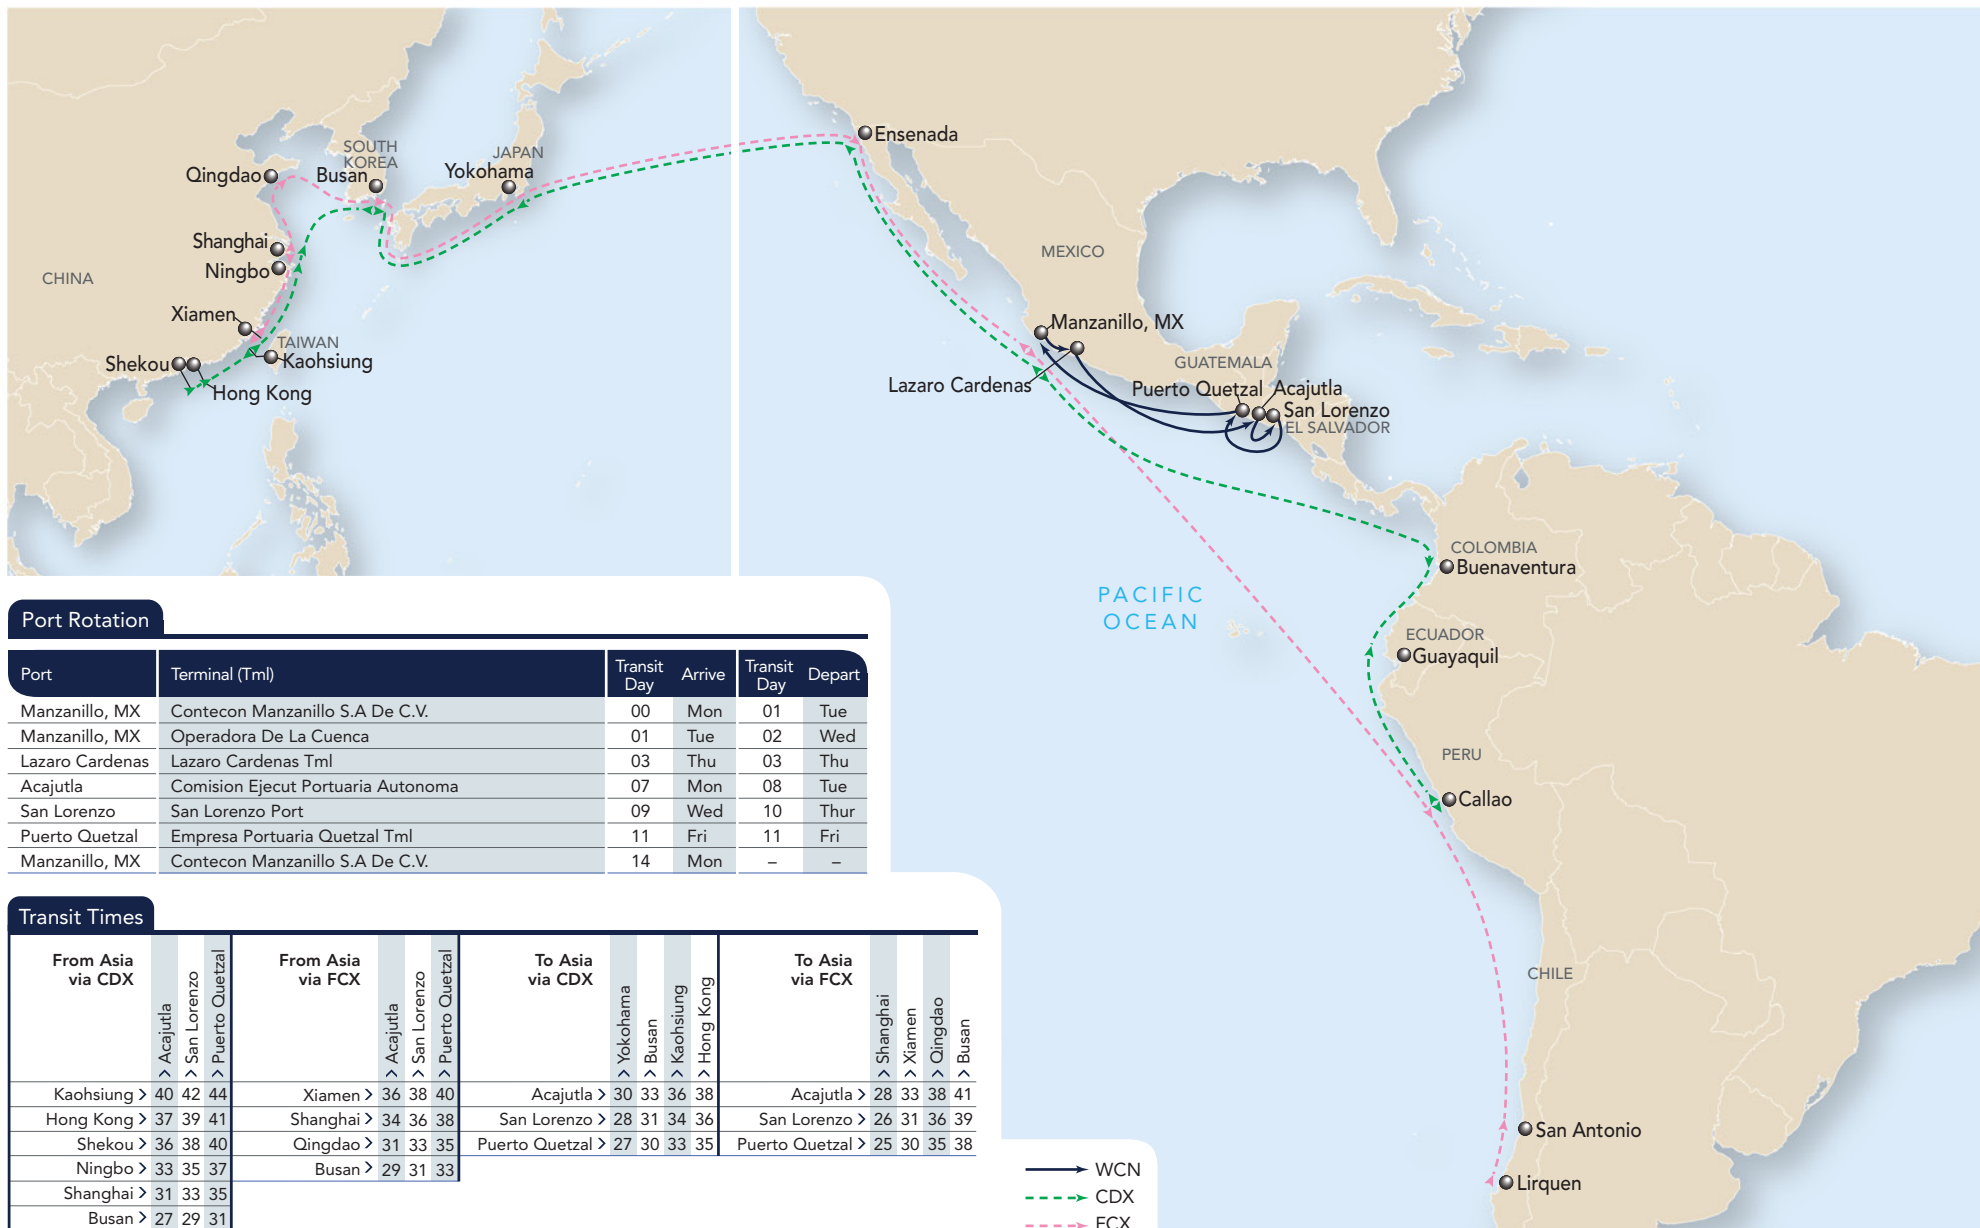 SOUTH
KOREA
JAPAN
Qingdao
Busan
Yokohama
Shanghai
Ningbo
CHINA
Xiamen
TAIWAN
Kaohsiung
Shekou
Hong Kong
Ensenada
MEXICO
Manzanillo, MX
GUATEMALA
Lazaro Cardenas
Puerto Quetzal
Acajutla
San Lorenzo
EL SALVADOR
COLOMBIA
Buenaventura
PACIFIC
OCEAN
ECUADOR
Guayaquil
PERU
Callao
CHILE
San Antonio
Lirquen
Port Rotation
Port Terminal (Tml) Transit Day Arrive Transit Day Depart
Manzanillo, MX Contecon Manzanillo S.A De C.V. 00 Mon 01 Tue
Manzanillo, MX Operadora De La Cuenca 01 Tue 02 Wed
Lazaro Cardenas Lazaro Cardenas Tml 03 Thu 03 Thu
Acajutla Comision Ejecut Portuaria Autonoma 07 Mon 08 Tue
San Lorenzo San Lorenzo Port 09 Wed 10 Thur
Puerto Quetzal Empresa Portuaria Quetzal Tml 11 Fri 11 Fri
Manzanillo, MX Contecon Manzanillo S.A De C.V. 14 Mon – –
Transit Times
From Asia via CDX > Acajutla > San Lorenzo > Puerto Quetzal
Kaohsiung > 40 42 44
Hong Kong > 37 39 41
Shekou > 36 38 40
Ningbo > 33 35 37
Shanghai > 31 33 35
Busan > 27 29 31
From Asia via FCX > Acajutla > San Lorenzo > Puerto Quetzal
Xiamen > 36 38 40
Shanghai > 34 36 38
Qingdao > 31 33 35
Busan > 29 31 33
To Asia via CDX > Yokohama > Busan > Kaohsiung > Hong Kong
Acajutla > 30 33 36 38
San Lorenzo > 28 31 34 36
Puerto Quetzal > 27 30 33 35
To Asia via FCX > Shanghai > Xiamen > Qingdao > Busan
Acajutla > 28 33 38 41
San Lorenzo > 26 31 36 39
Puerto Quetzal > 25 30 35 38
WCN
CDX
FCX